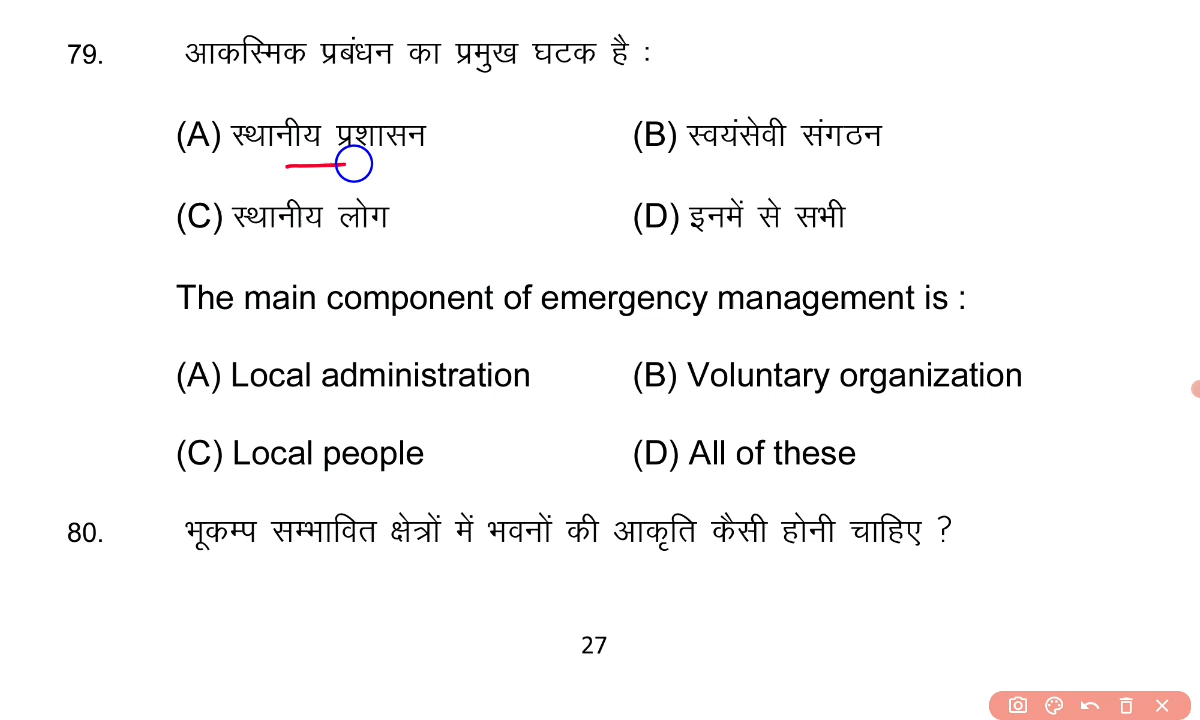 79. आकस्मिक प्रबंधन का प्रमुख घटक है :
(A) स्थानीय प्रशासन (B) स्वयंसेवी संगठन
(C) स्थानीय लोग (D) इनमें से सभी
The main component of emergency management is :
(A) Local administration (B) Voluntary organization
(C) Local people (D) All of these
80. भूकम्प सम्भावित क्षेत्रों में भवनों की आकृति कैसी होनी चाहिए ?
27